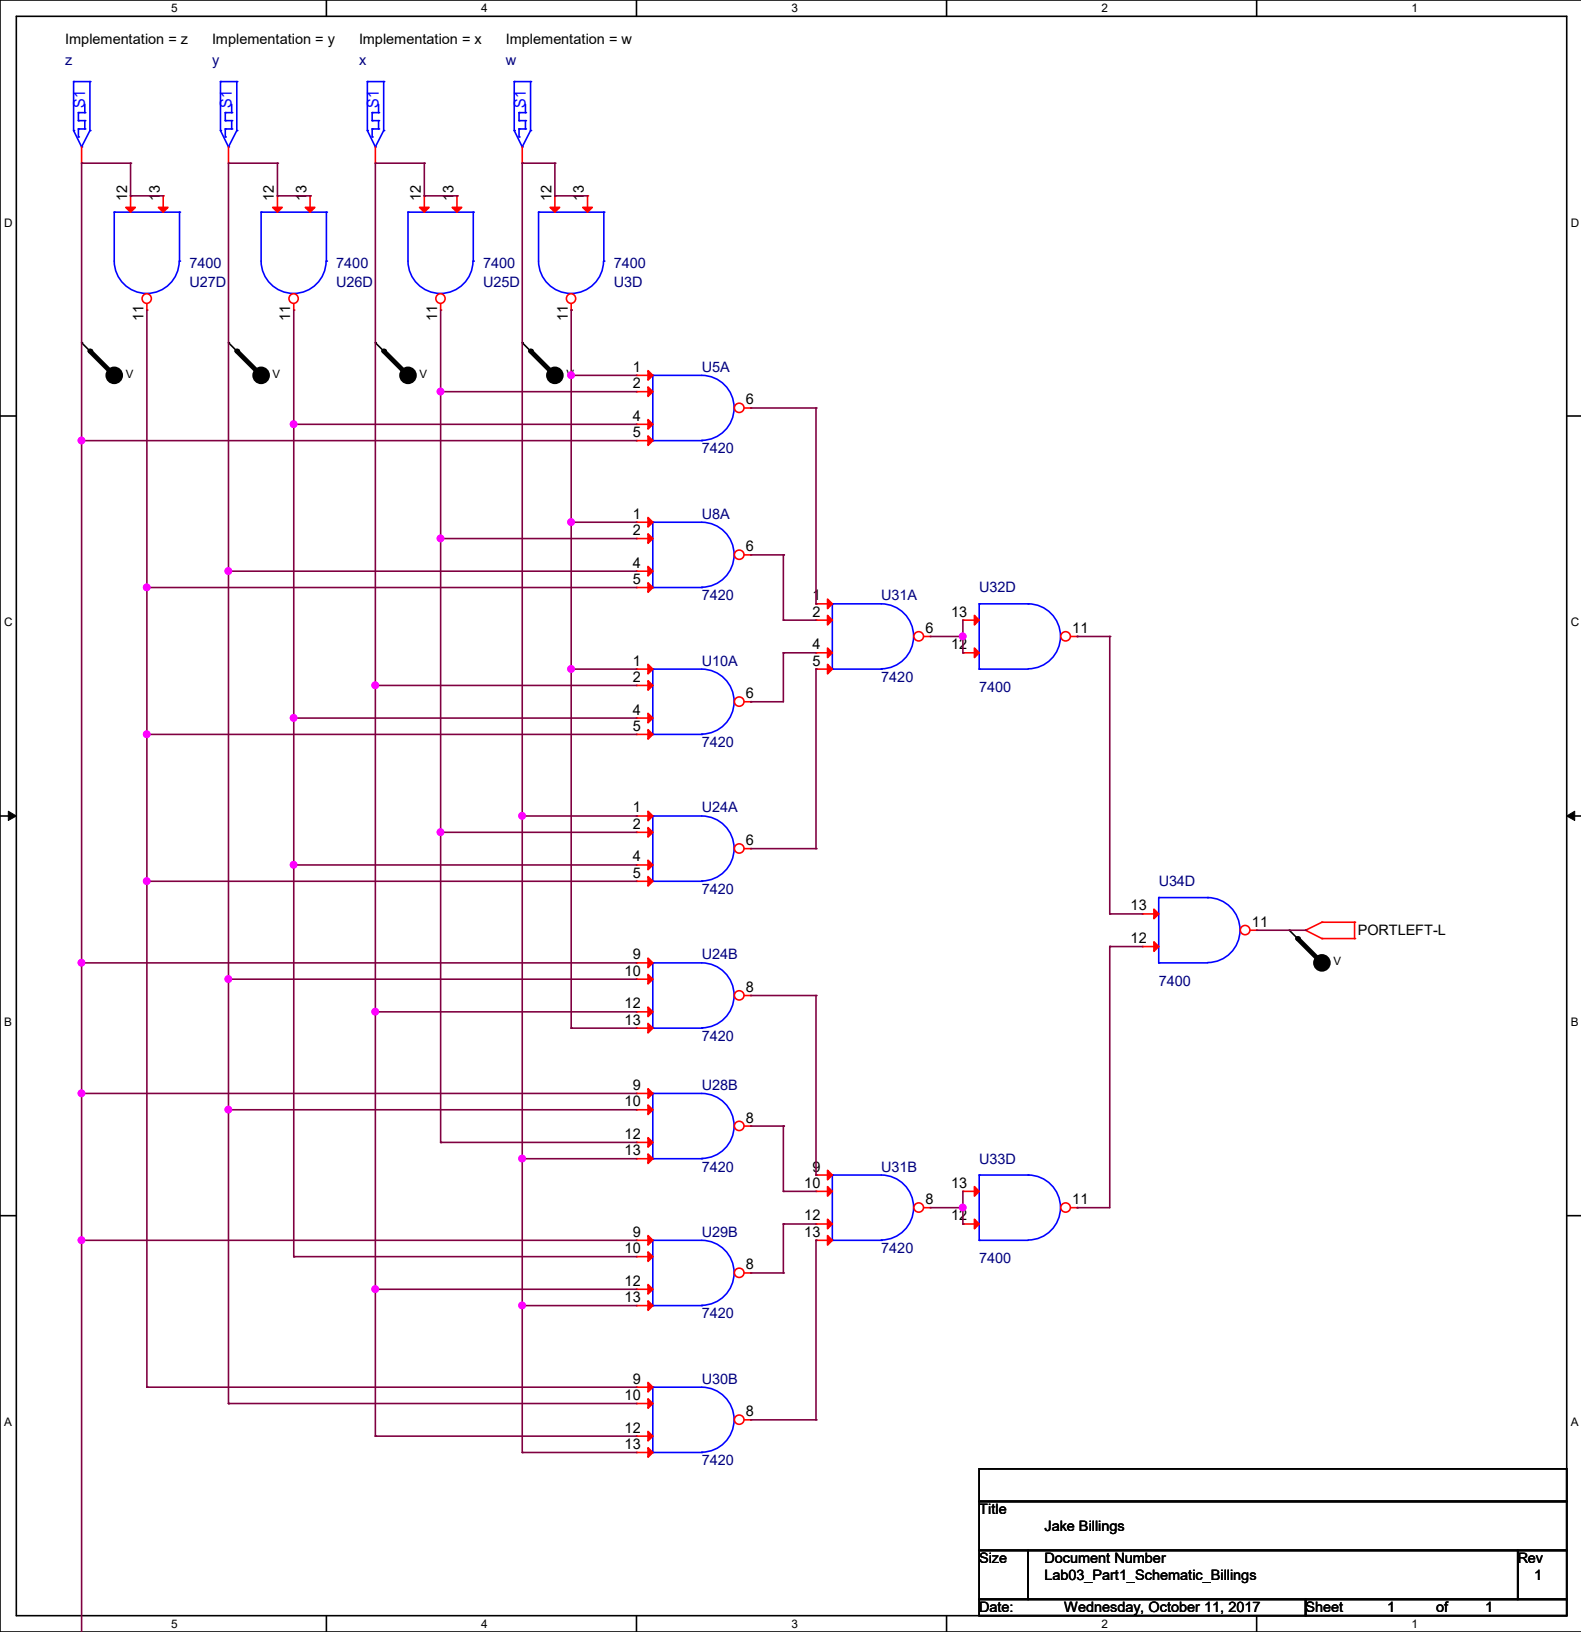 5 4 3 2 1
Implementation = z Implementation = y Implementation = x Implementation = w
z y x w
S1 S1 S1 S1
12 13 12 13 12 13 12 13
D D
7400 7400 7400 7400
U27D U26D U25D U3D
11 11 11 11
V V V
U5A
1
2
4
5
6
7420
U8A
1
2
4
5
6
7420
C C
U10A
1
2
4
5
6
7420
U24A
1
2
4
5
6
7420
U31A
1
2
4
5
6
7420
U32D
13
12
11
7400
U24B
9
10
12
13
8
7420
B B
U28B
9
10
12
13
8
7420
U29B
9
10
12
13
8
7420
U30B
9
10
12
13
8
7420
A A
U31B
9
10
12
13
8
7420
U33D
13
12
11
7400
U34D
13
12
11
7400
PORTLEFT-L
V
Title
Jake Billings
Size Document Number Rev
Lab03_Part1_Schematic_Billings 1
Date: Wednesday, October 11, 2017 Sheet 1 of 1
5 4 3 2 1